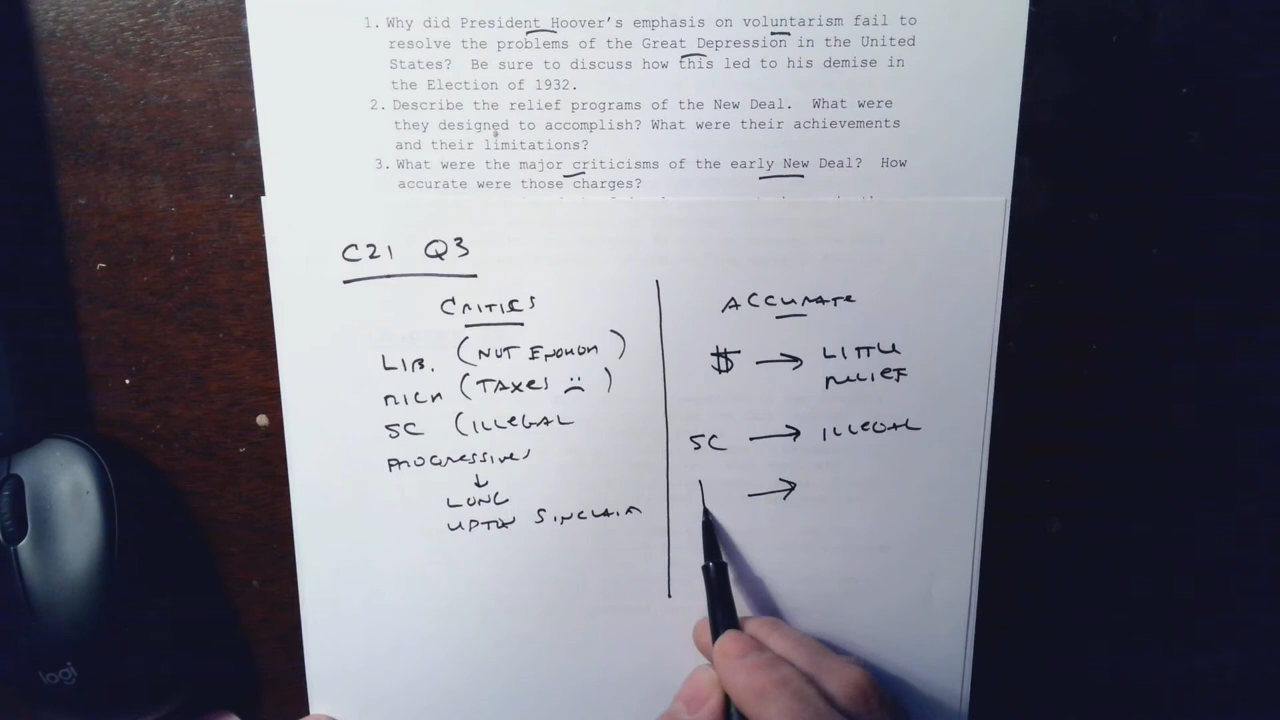 1. Why did President Hoover's emphasis on voluntarism fail to
resolve the problems of the Great Depression in the United
States? Be sure to discuss how this led to his demise in
the Election of 1932.
2. Describe the relief programs of the New Deal. What were
they designed to accomplish? What were their achievements
and their limitations?
3. What were the major criticisms of the early New Deal? How
accurate were those charges?
C21 Q3
CRITICS
LIB. (NOT ENOUGH)
RICH (TAXES ☹)
SC (ILLEGAL
PROGRESSIVES
↓
LONG
UPTON SINCLAIR
ACCURATE
$ → LITTLE
RELIEF
SC → ILLEGAL
→
logi